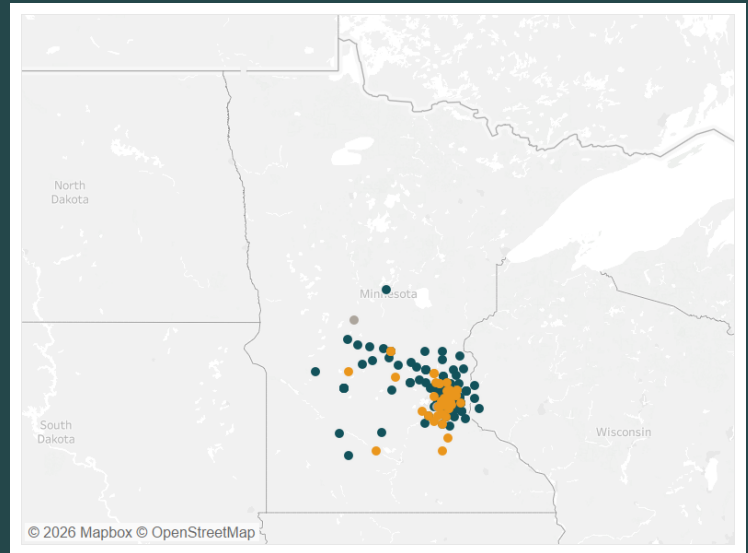 North
Dakota
Minnesota
South
Dakota
Wisconsin
© 2026 Mapbox © OpenStreetMap